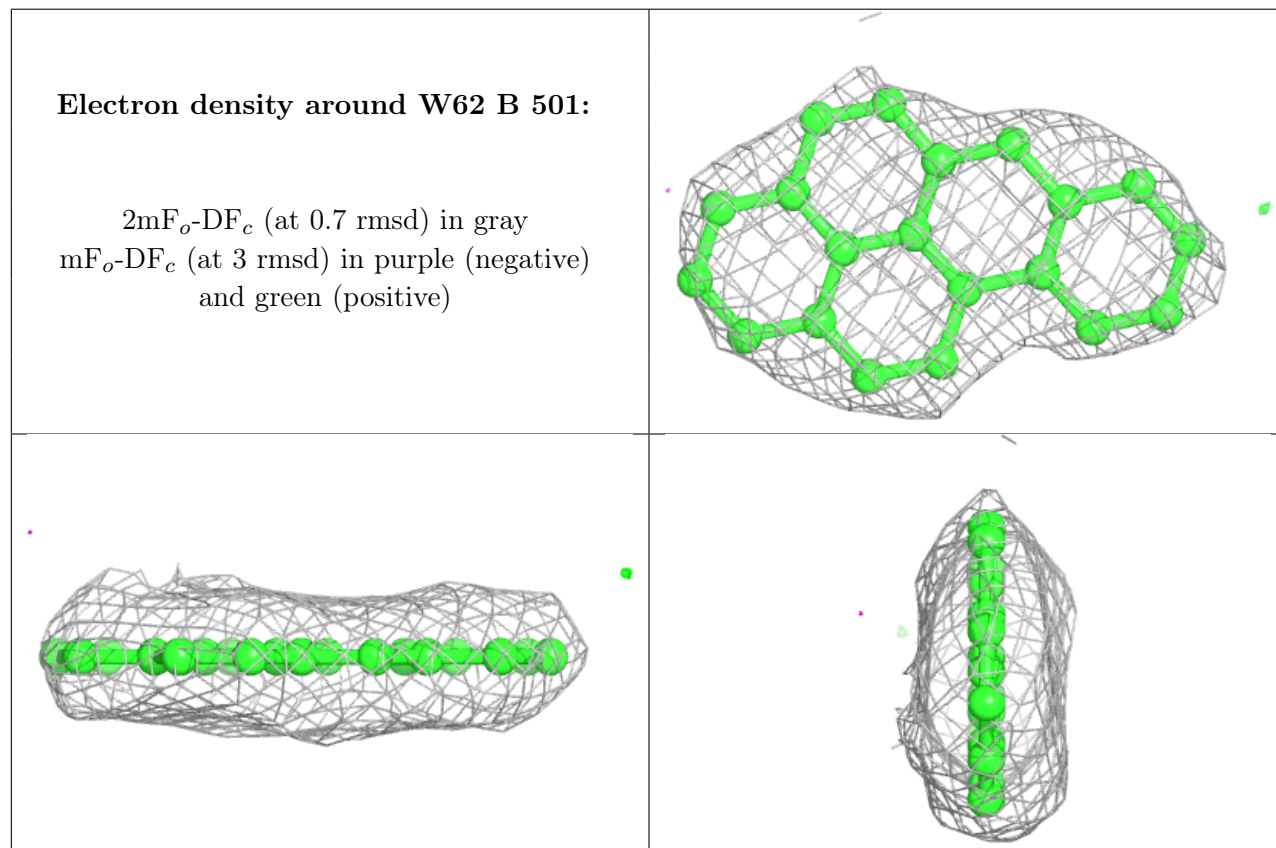 Electron density around W62 B 501:
2mFo-DFc (at 0.7 rmsd) in gray
mFo-DFc (at 3 rmsd) in purple (negative)
and green (positive)